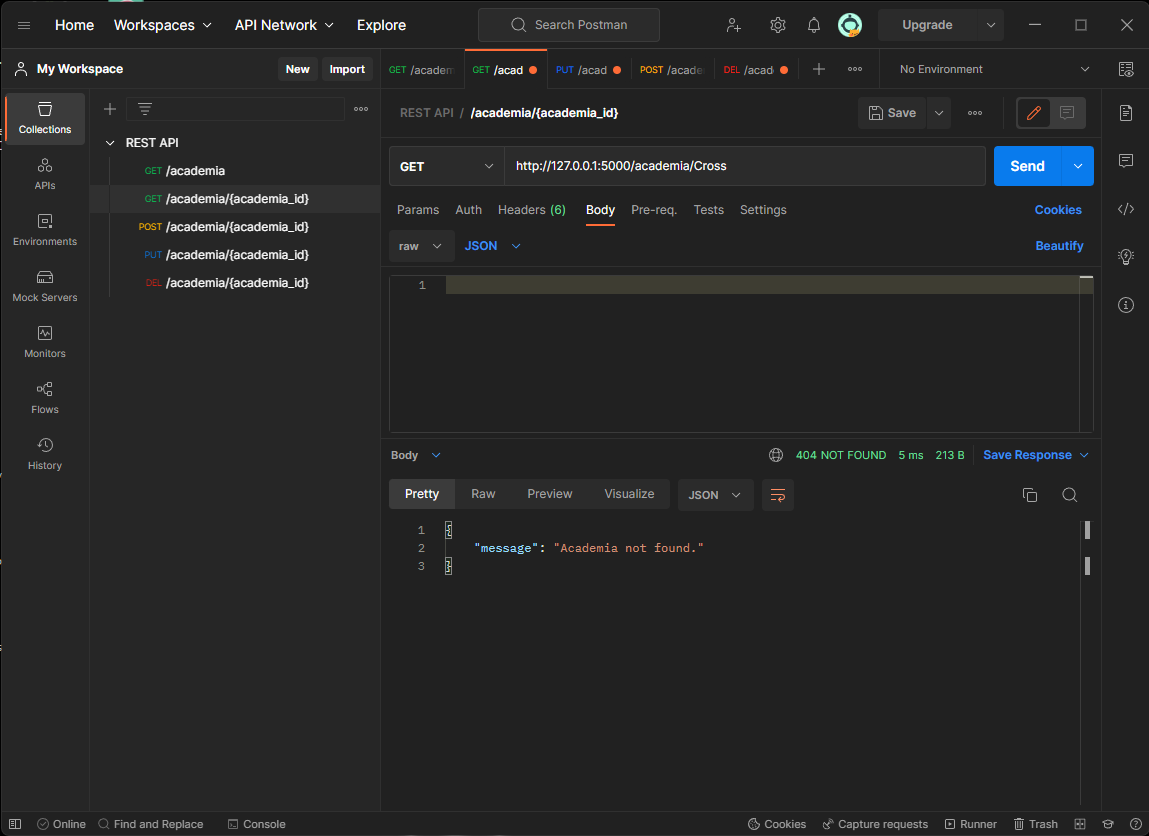 Home Workspaces API Network Explore Search Postman Upgrade
My Workspace New Import GET /academ GET /acad PUT /acad POST /acade DEL /acad No Environment
REST API / /academia/{academia_id} Save
Collections
REST API
GET /academia
GET /academia/{academia_id}
POST /academia/{academia_id}
PUT /academia/{academia_id}
DEL /academia/{academia_id}
APIs
Environments
Mock Servers
Monitors
Flows
History
GET http://127.0.0.1:5000/academia/Cross Send
Params Auth Headers (6) Body Pre-req. Tests Settings Cookies
raw JSON Beautify
1
Body 404 NOT FOUND 5 ms 213 B Save Response
Pretty Raw Preview Visualize JSON
1 {
2 "message": "Academia not found."
3 }
Online Find and Replace Console Cookies Capture requests Runner Trash